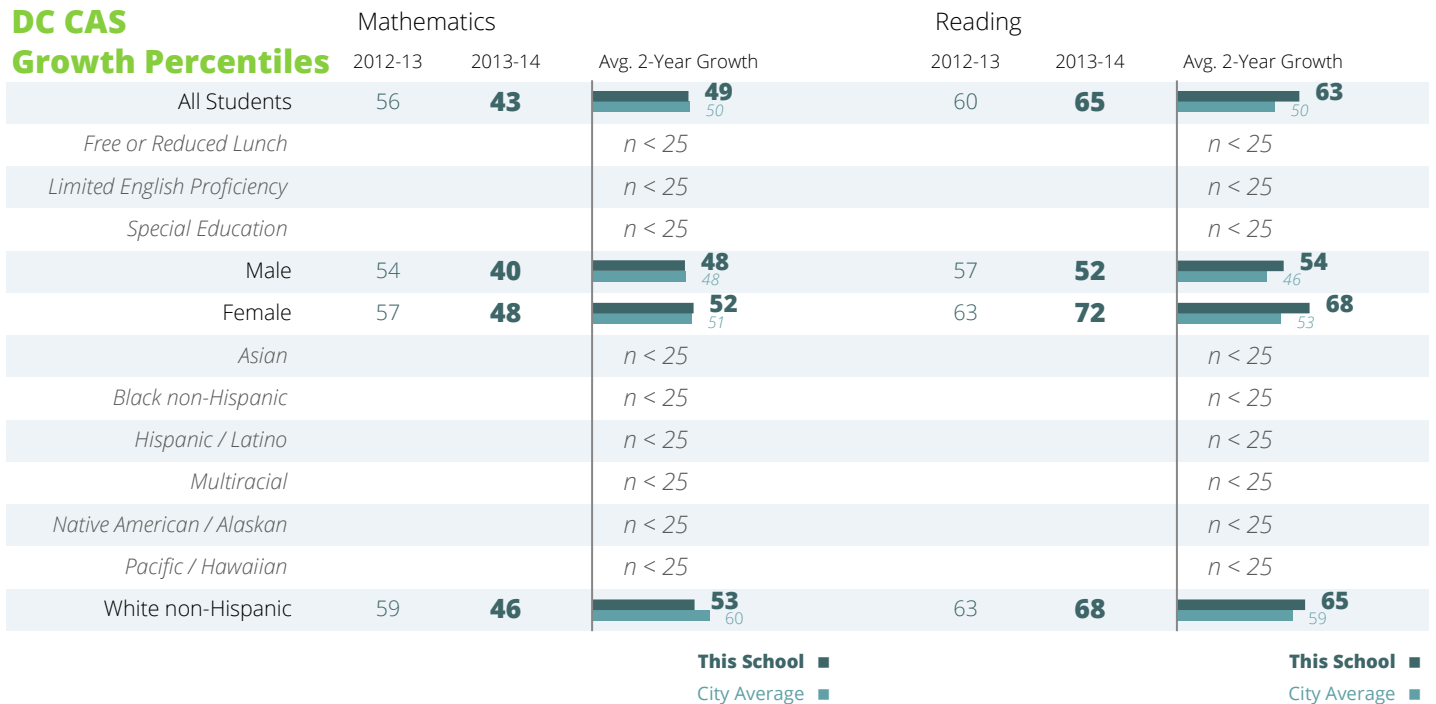 DC CAS
Growth Percentiles
Mathematics
Reading
2012-13 2013-14 Avg. 2-Year Growth 2012-13 2013-14 Avg. 2-Year Growth
All Students 56 43 49 50 60 65 63 50
Free or Reduced Lunch n < 25 n < 25
Limited English Proficiency n < 25 n < 25
Special Education n < 25 n < 25
Male 54 40 48 48 57 52 54 46
Female 57 48 52 51 63 72 68 53
Asian n < 25 n < 25
Black non-Hispanic n < 25 n < 25
Hispanic / Latino n < 25 n < 25
Multiracial n < 25 n < 25
Native American / Alaskan n < 25 n < 25
Pacific / Hawaiian n < 25 n < 25
White non-Hispanic 59 46 53 60 63 68 65 59
This School This School
City Average City Average